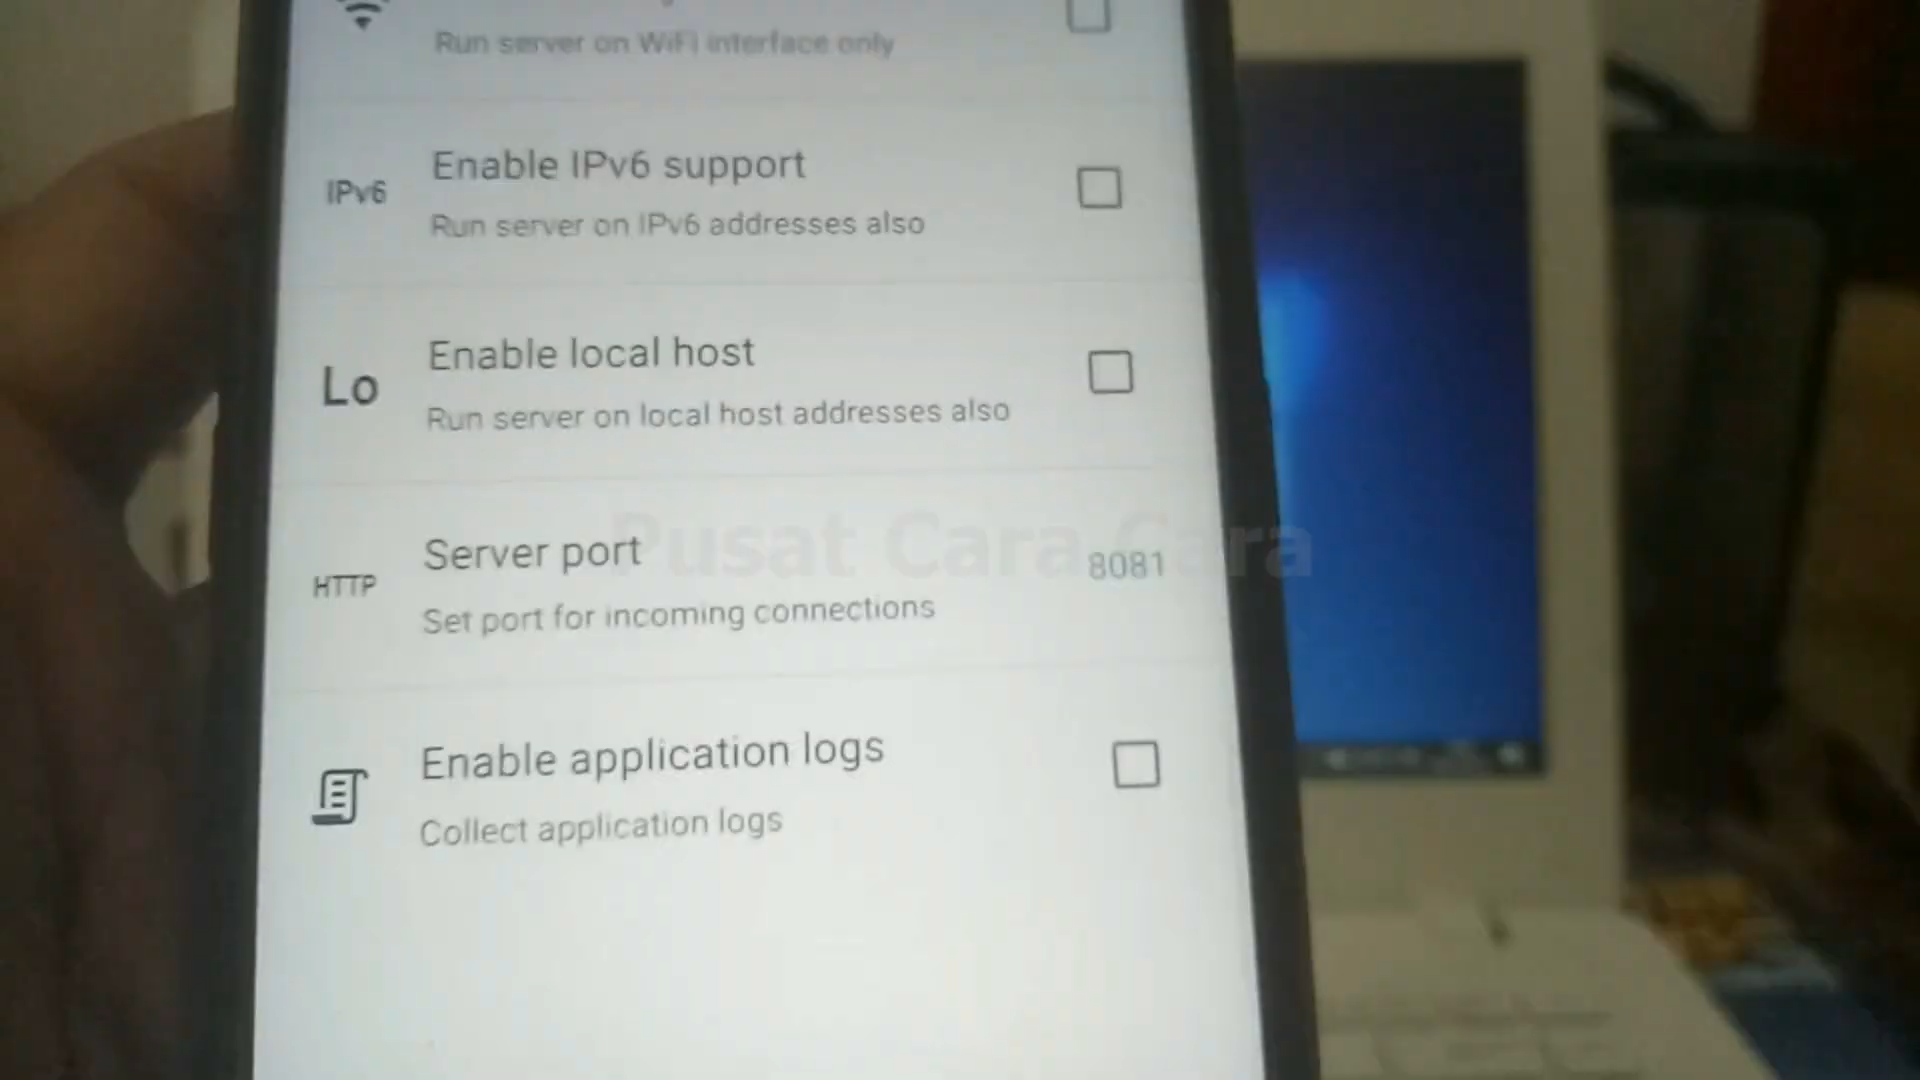 Run server on WiFi interface only
IPv6
Enable IPv6 support
Run server on IPv6 addresses also
Lo
Enable local host
Run server on local host addresses also
HTTP
Server port
8081
Set port for incoming connections
Pusat Cara Cara
Enable application logs
Collect application logs